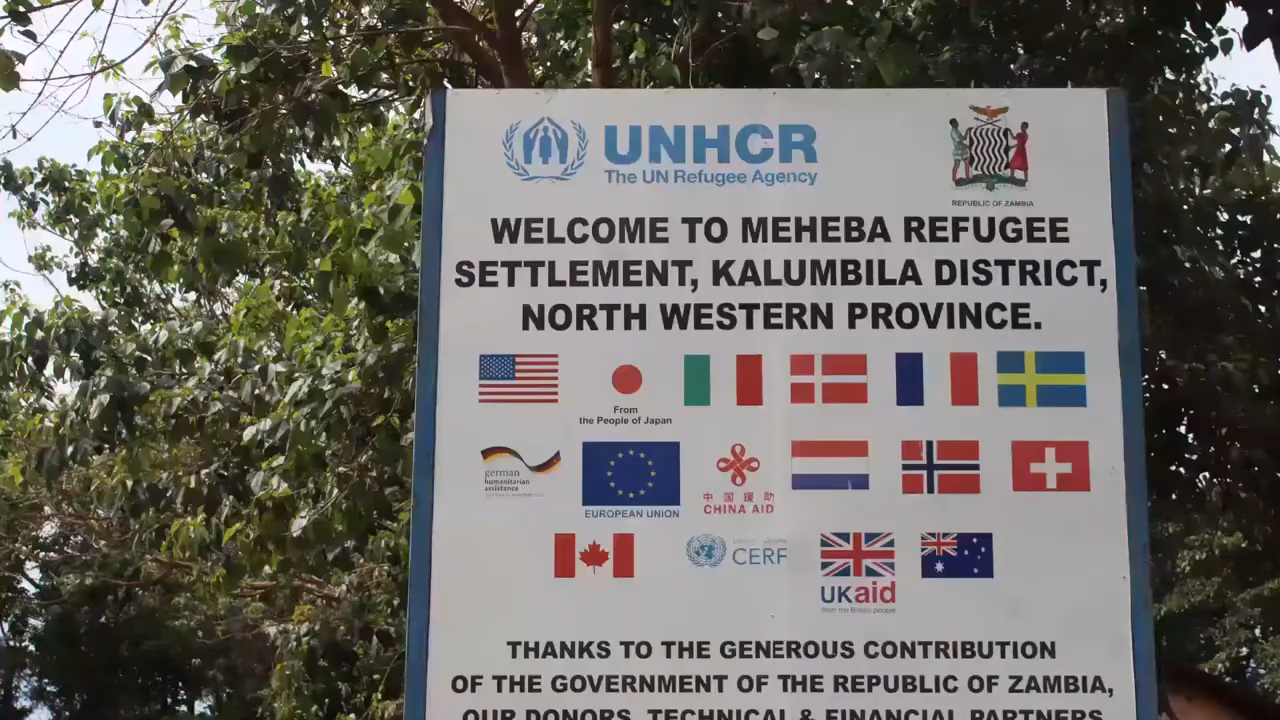 UNHCR
The UN Refugee Agency
REPUBLIC OF ZAMBIA
WELCOME TO MEHEBA REFUGEE
SETTLEMENT, KALUMBILA DISTRICT,
NORTH WESTERN PROVINCE.
From
the People of Japan
german
humanitarian
assistance
EUROPEAN UNION
中国援助
CHINA AID
CERF
UKaid
from the British people
THANKS TO THE GENEROUS CONTRIBUTION
OF THE GOVERNMENT OF THE REPUBLIC OF ZAMBIA,
OUR DONORS, TECHNICAL & FINANCIAL PARTNERS